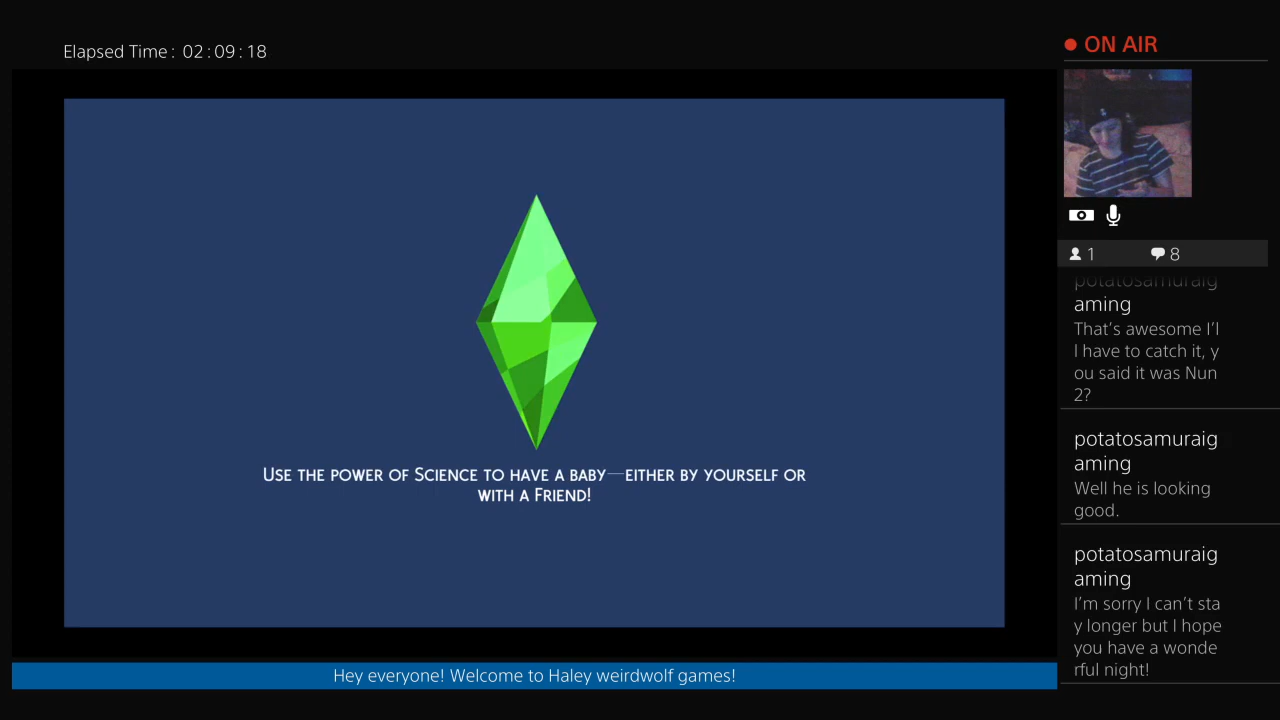 Elapsed Time : 02:09:18
ON AIR
1
8
potatosamuraig
aming
That's awesome I'l
l have to catch it, y
ou said it was Nun
2?
potatosamuraig
aming
Well he is looking
good.
potatosamuraig
aming
I'm sorry I can't sta
y longer but I hope
you have a wonde
rful night!
Use the power of Science to have a baby—either by yourself or
with a Friend!
Hey everyone! Welcome to Haley weirdwolf games!